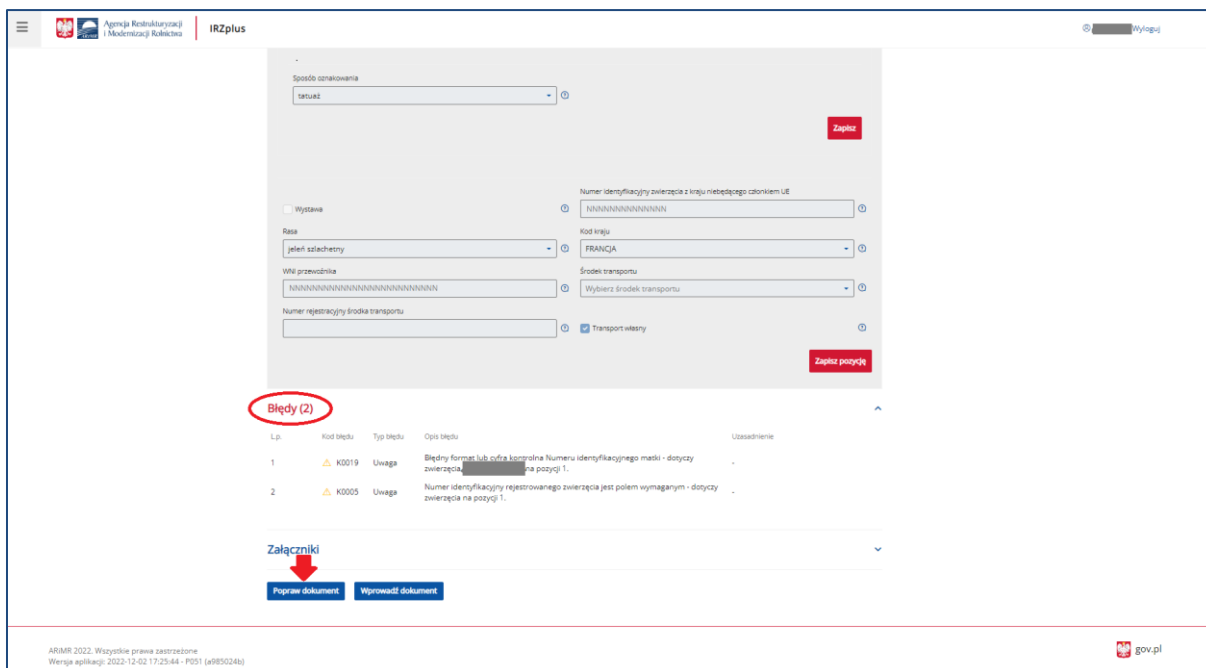 Agencja Restrukturyzacji
i Modernizacji Rolnictwa
IRZplus
Wyloguj
-
Sposób oznakowania
tatuaż
Zapisz
Numer identyfikacyjny zwierzęcia z kraju niebędącego członkiem UE
Wystawa
NNNNNNNNNNNNNN
Rasa
Kod kraju
jeleń szlachetny
FRANCJA
WNI przewoźnika
Środek transportu
Wybierz środek transportu
Numer rejestracyjny środka transportu
Transport własny
Zapisz pozycję
Błędy (2)
L.p. Kod błędu Typ błędu Opis błędu Uzasadnienie
1 K0019 Uwaga Błędny format lub cyfra kontrolna Numeru identyfikacyjnego matki - dotyczy -
zwierzęcia, na pozycji 1.
2 K0005 Uwaga Numer identyfikacyjny rejestrowanego zwierzęcia jest polem wymaganym - dotyczy -
zwierzęcia na pozycji 1.
Załączniki
Popraw dokument Wprowadź dokument
ARiMR 2022. Wszystkie prawa zastrzeżone
Wersja aplikacji: 2022-12-02 17:25:44 - P051 (a985024b)
gov.pl